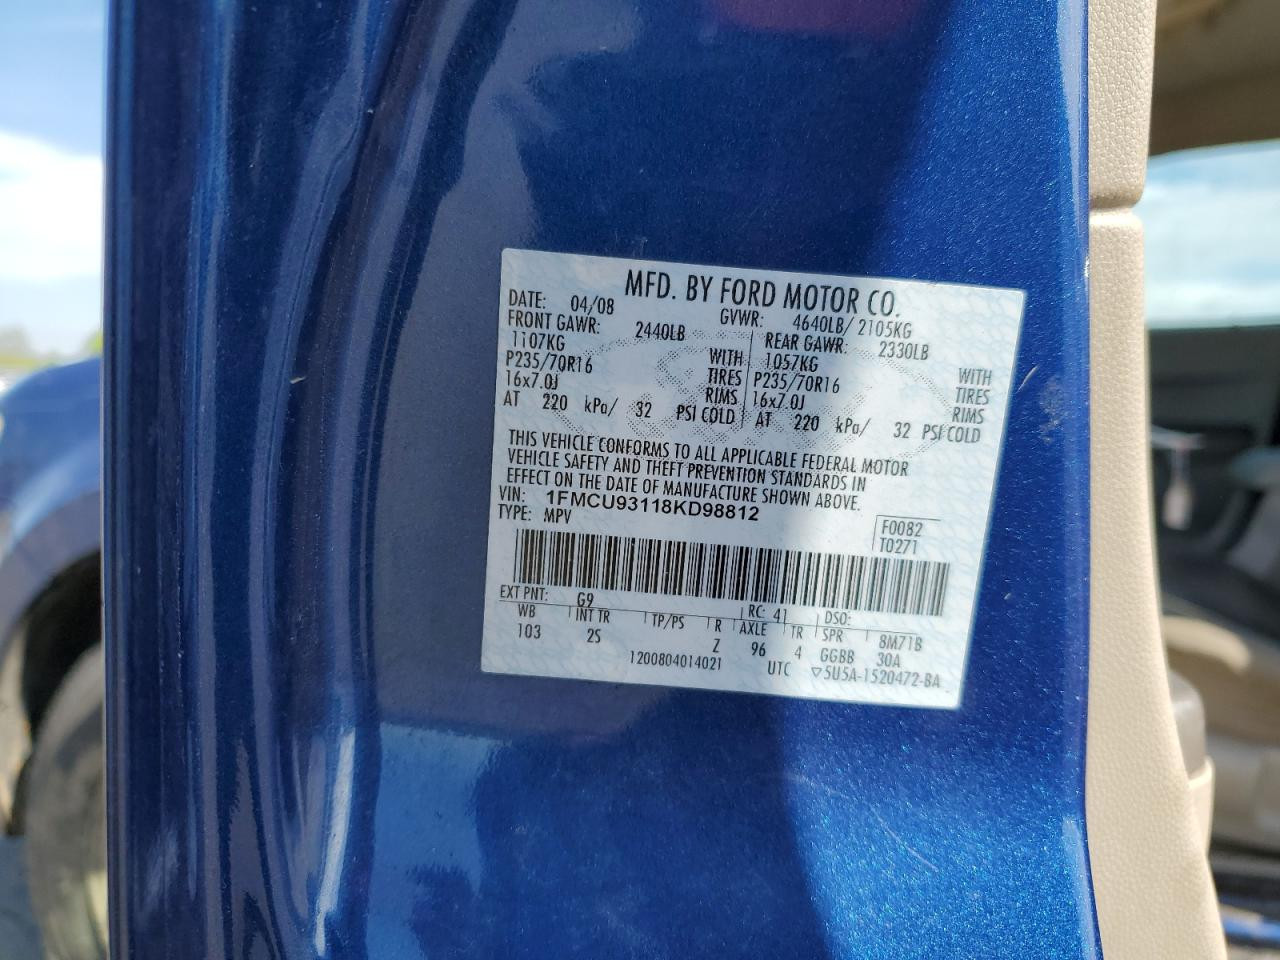 MFD. BY FORD MOTOR CO.
DATE: 04/08 GVWR: 4640LB/ 2105KG
FRONT GAWR: 2440LB REAR GAWR: 2330LB
1107KG WITH 1057KG WITH
P235/70R16 TIRES P235/70R16 TIRES
16x7.0J RIMS 16x7.0J RIMS
AT 220 kPa/ 32 PSI COLD AT 220 kPa/ 32 PSI COLD
THIS VEHICLE CONFORMS TO ALL APPLICABLE FEDERAL MOTOR
VEHICLE SAFETY AND THEFT PREVENTION STANDARDS IN
EFFECT ON THE DATE OF MANUFACTURE SHOWN ABOVE.
VIN: 1FMCU93118KD98812
TYPE: MPV
F0082
T0271
EXT PNT: G9 RC: 41 DSO:
WB INT TR TP/PS R AXLE TR SPR 8M71B
103 2S Z 96 4 GGBB 30A
1200804014021 UTC ▽5U5A-1520472-BA